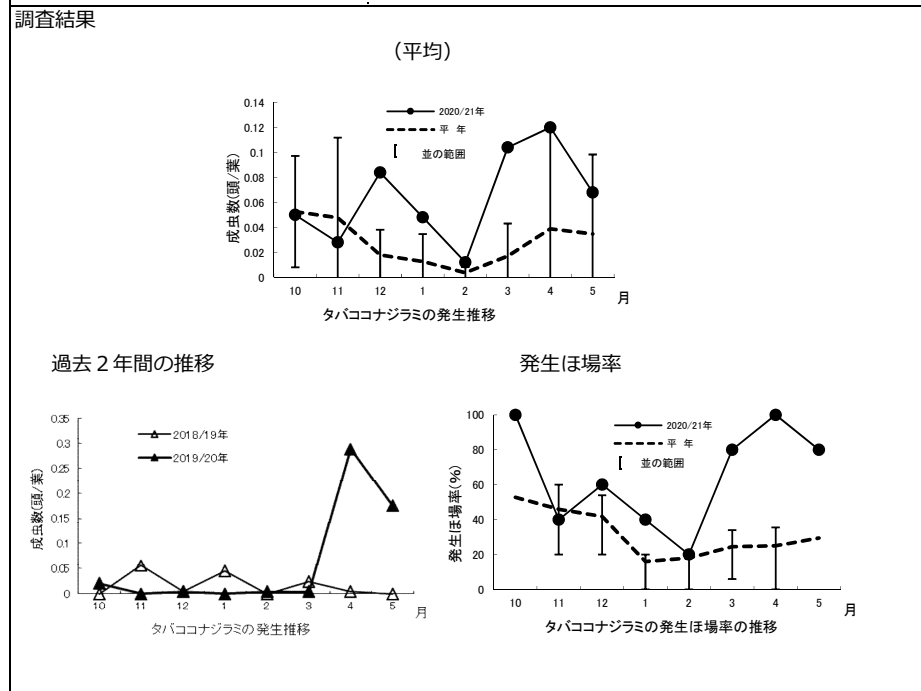 調査結果
（平均）
0.14
0.12
0.1
0.08
0.06
0.04
0.02
0
成虫数(頭/葉)
2020/21年
平 年
並の範囲
10 11 12 1 2 3 4 5 月
タバココナジラミの発生推移
過去２年間の推移
0.35
0.3
0.25
0.2
0.15
0.1
0.05
0
成虫数(頭/葉)
2018/19年
2019/20年
10 11 12 1 2 3 4 5 月
タバココナジラミの発生推移
発生ほ場率
100
80
60
40
20
0
発生ほ場率(%)
2020/21年
平 年
並の範囲
10 11 12 1 2 3 4 5 月
タバココナジラミの発生ほ場率の推移